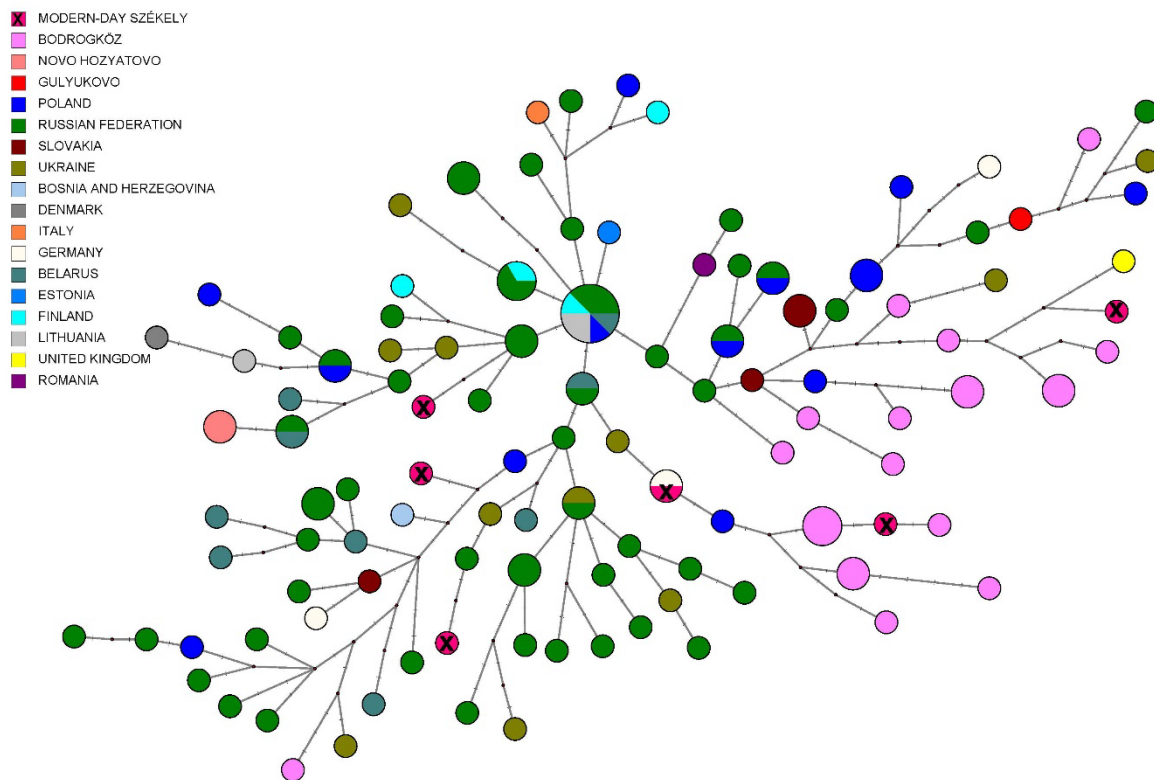 MODERN-DAY SZÉKELY
BODROGKÖZ
NOVO HOZYATOVO
GULYUKOVO
POLAND
RUSSIAN FEDERATION
SLOVAKIA
UKRAINE
BOSNIA AND HERZEGOVINA
DENMARK
ITALY
GERMANY
BELARUS
ESTONIA
FINLAND
LITHUANIA
UNITED KINGDOM
ROMANIA
X
X
X
X
X
X